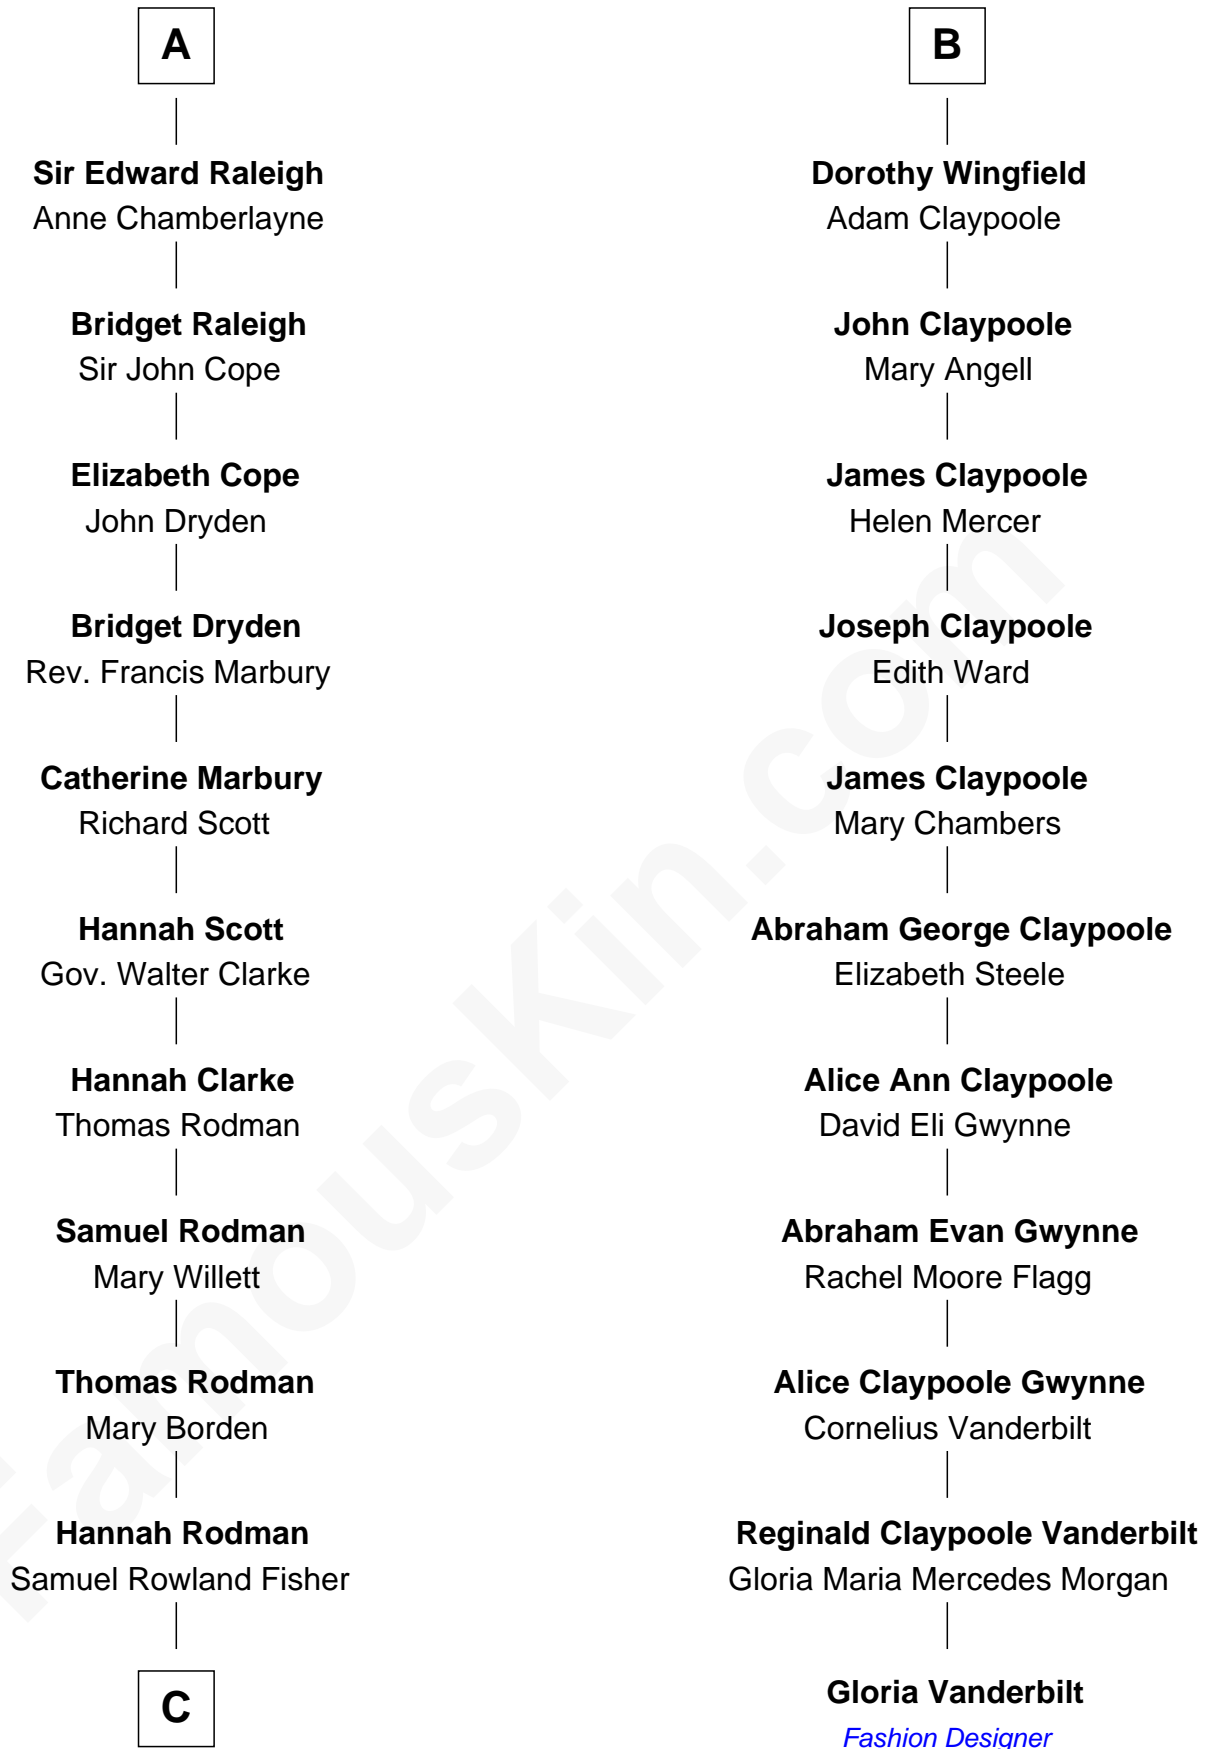 A
Sir Edward Raleigh
Anne Chamberlayne
Bridget Raleigh
Sir John Cope
Elizabeth Cope
John Dryden
Bridget Dryden
Rev. Francis Marbury
Catherine Marbury
Richard Scott
Hannah Scott
Gov. Walter Clarke
Hannah Clarke
Thomas Rodman
Samuel Rodman
Mary Willett
Thomas Rodman
Mary Borden
Hannah Rodman
Samuel Rowland Fisher
C
B
Dorothy Wingfield
Adam Claypoole
John Claypoole
Mary Angell
James Claypoole
Helen Mercer
Joseph Claypoole
Edith Ward
James Claypoole
Mary Chambers
Abraham George Claypoole
Elizabeth Steele
Alice Ann Claypoole
David Eli Gwynne
Abraham Evan Gwynne
Rachel Moore Flagg
Alice Claypoole Gwynne
Cornelius Vanderbilt
Reginald Claypoole Vanderbilt
Gloria Maria Mercedes Morgan
Gloria Vanderbilt
Fashion Designer
FamousKin.com